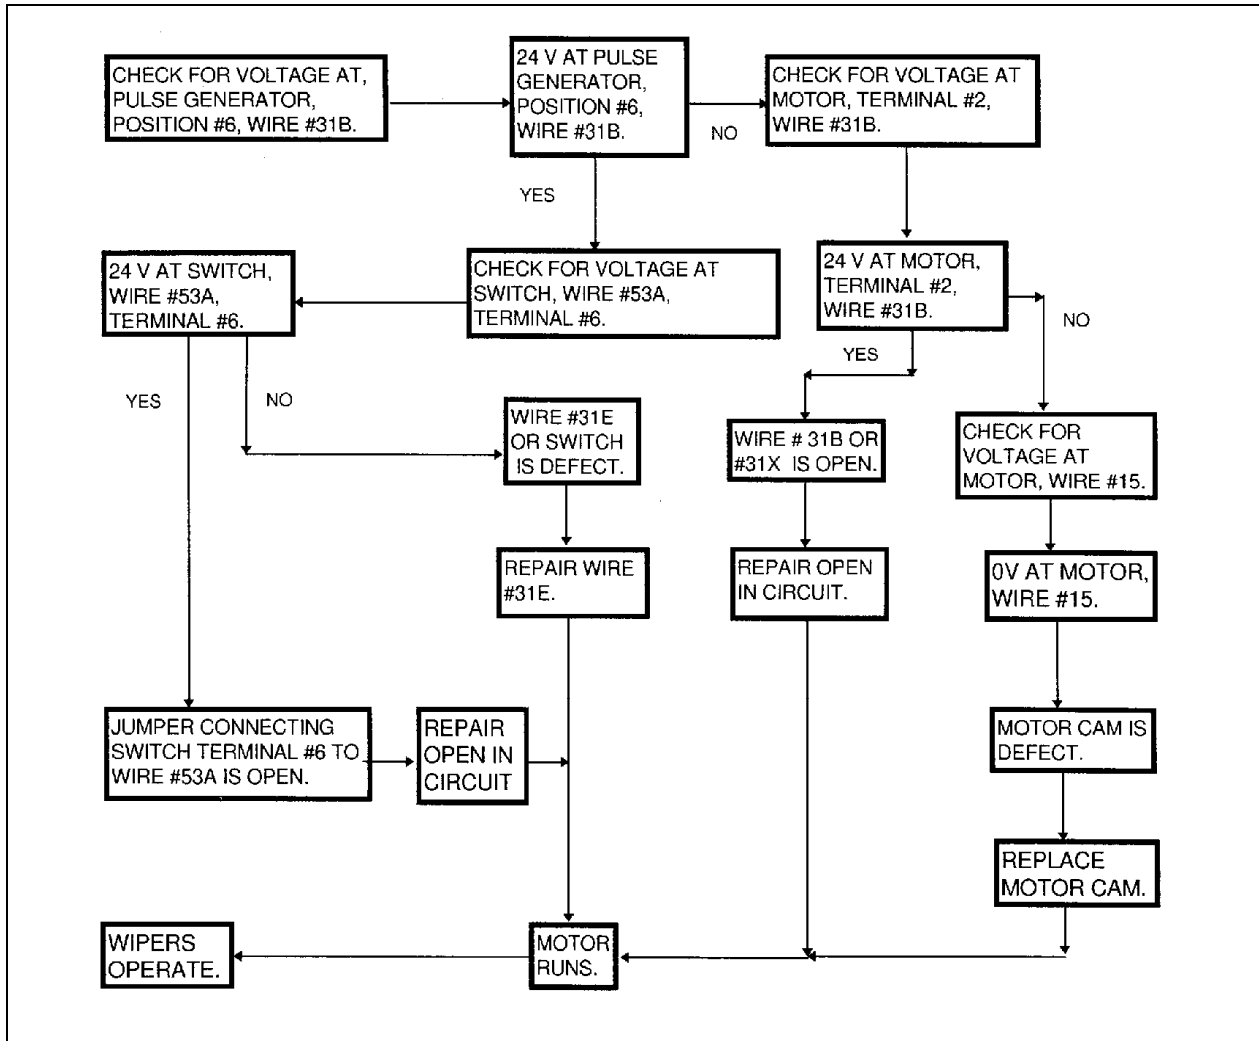 CHECK FOR VOLTAGE AT,
PULSE GENERATOR,
POSITION #6, WIRE #31B.
24 V AT PULSE
GENERATOR,
POSITION #6,
WIRE #31B.
NO
CHECK FOR VOLTAGE AT
MOTOR, TERMINAL #2,
WIRE #31B.
YES
24 V AT SWITCH,
WIRE #53A,
TERMINAL #6.
CHECK FOR VOLTAGE AT
SWITCH, WIRE #53A,
TERMINAL #6.
24 V AT MOTOR,
TERMINAL #2,
WIRE #31B.
NO
YES
YES
NO
WIRE #31E
OR SWITCH
IS DEFECT.
WIRE # 31B OR
#31X IS OPEN.
CHECK FOR
VOLTAGE AT
MOTOR, WIRE #15.
REPAIR WIRE
#31E.
REPAIR OPEN
IN CIRCUIT.
0V AT MOTOR,
WIRE #15.
JUMPER CONNECTING
SWITCH TERMINAL #6 TO
WIRE #53A IS OPEN.
REPAIR
OPEN IN
CIRCUIT
MOTOR CAM IS
DEFECT.
REPLACE
MOTOR CAM.
WIPERS
OPERATE.
MOTOR
RUNS.